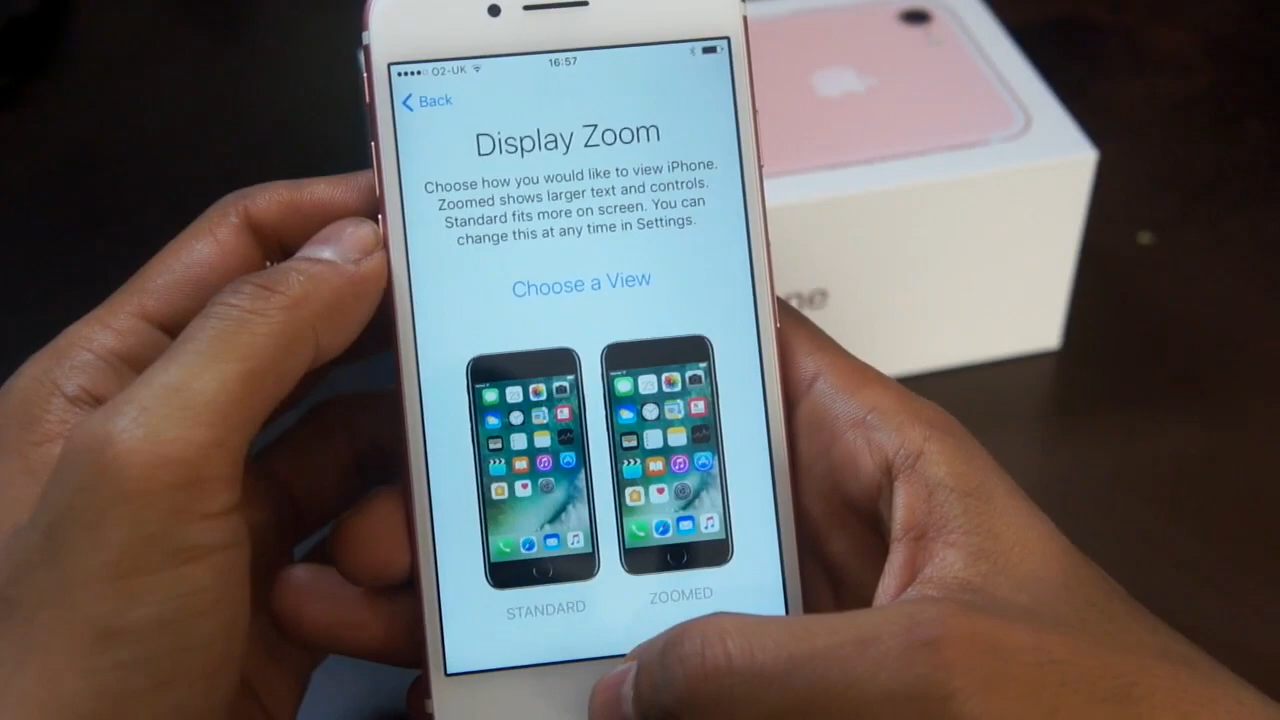 O2-UK
16:57
Back
Display Zoom
Choose how you would like to view iPhone.
Zoomed shows larger text and controls.
Standard fits more on screen. You can
change this at any time in Settings.
Choose a View
STANDARD
ZOOMED